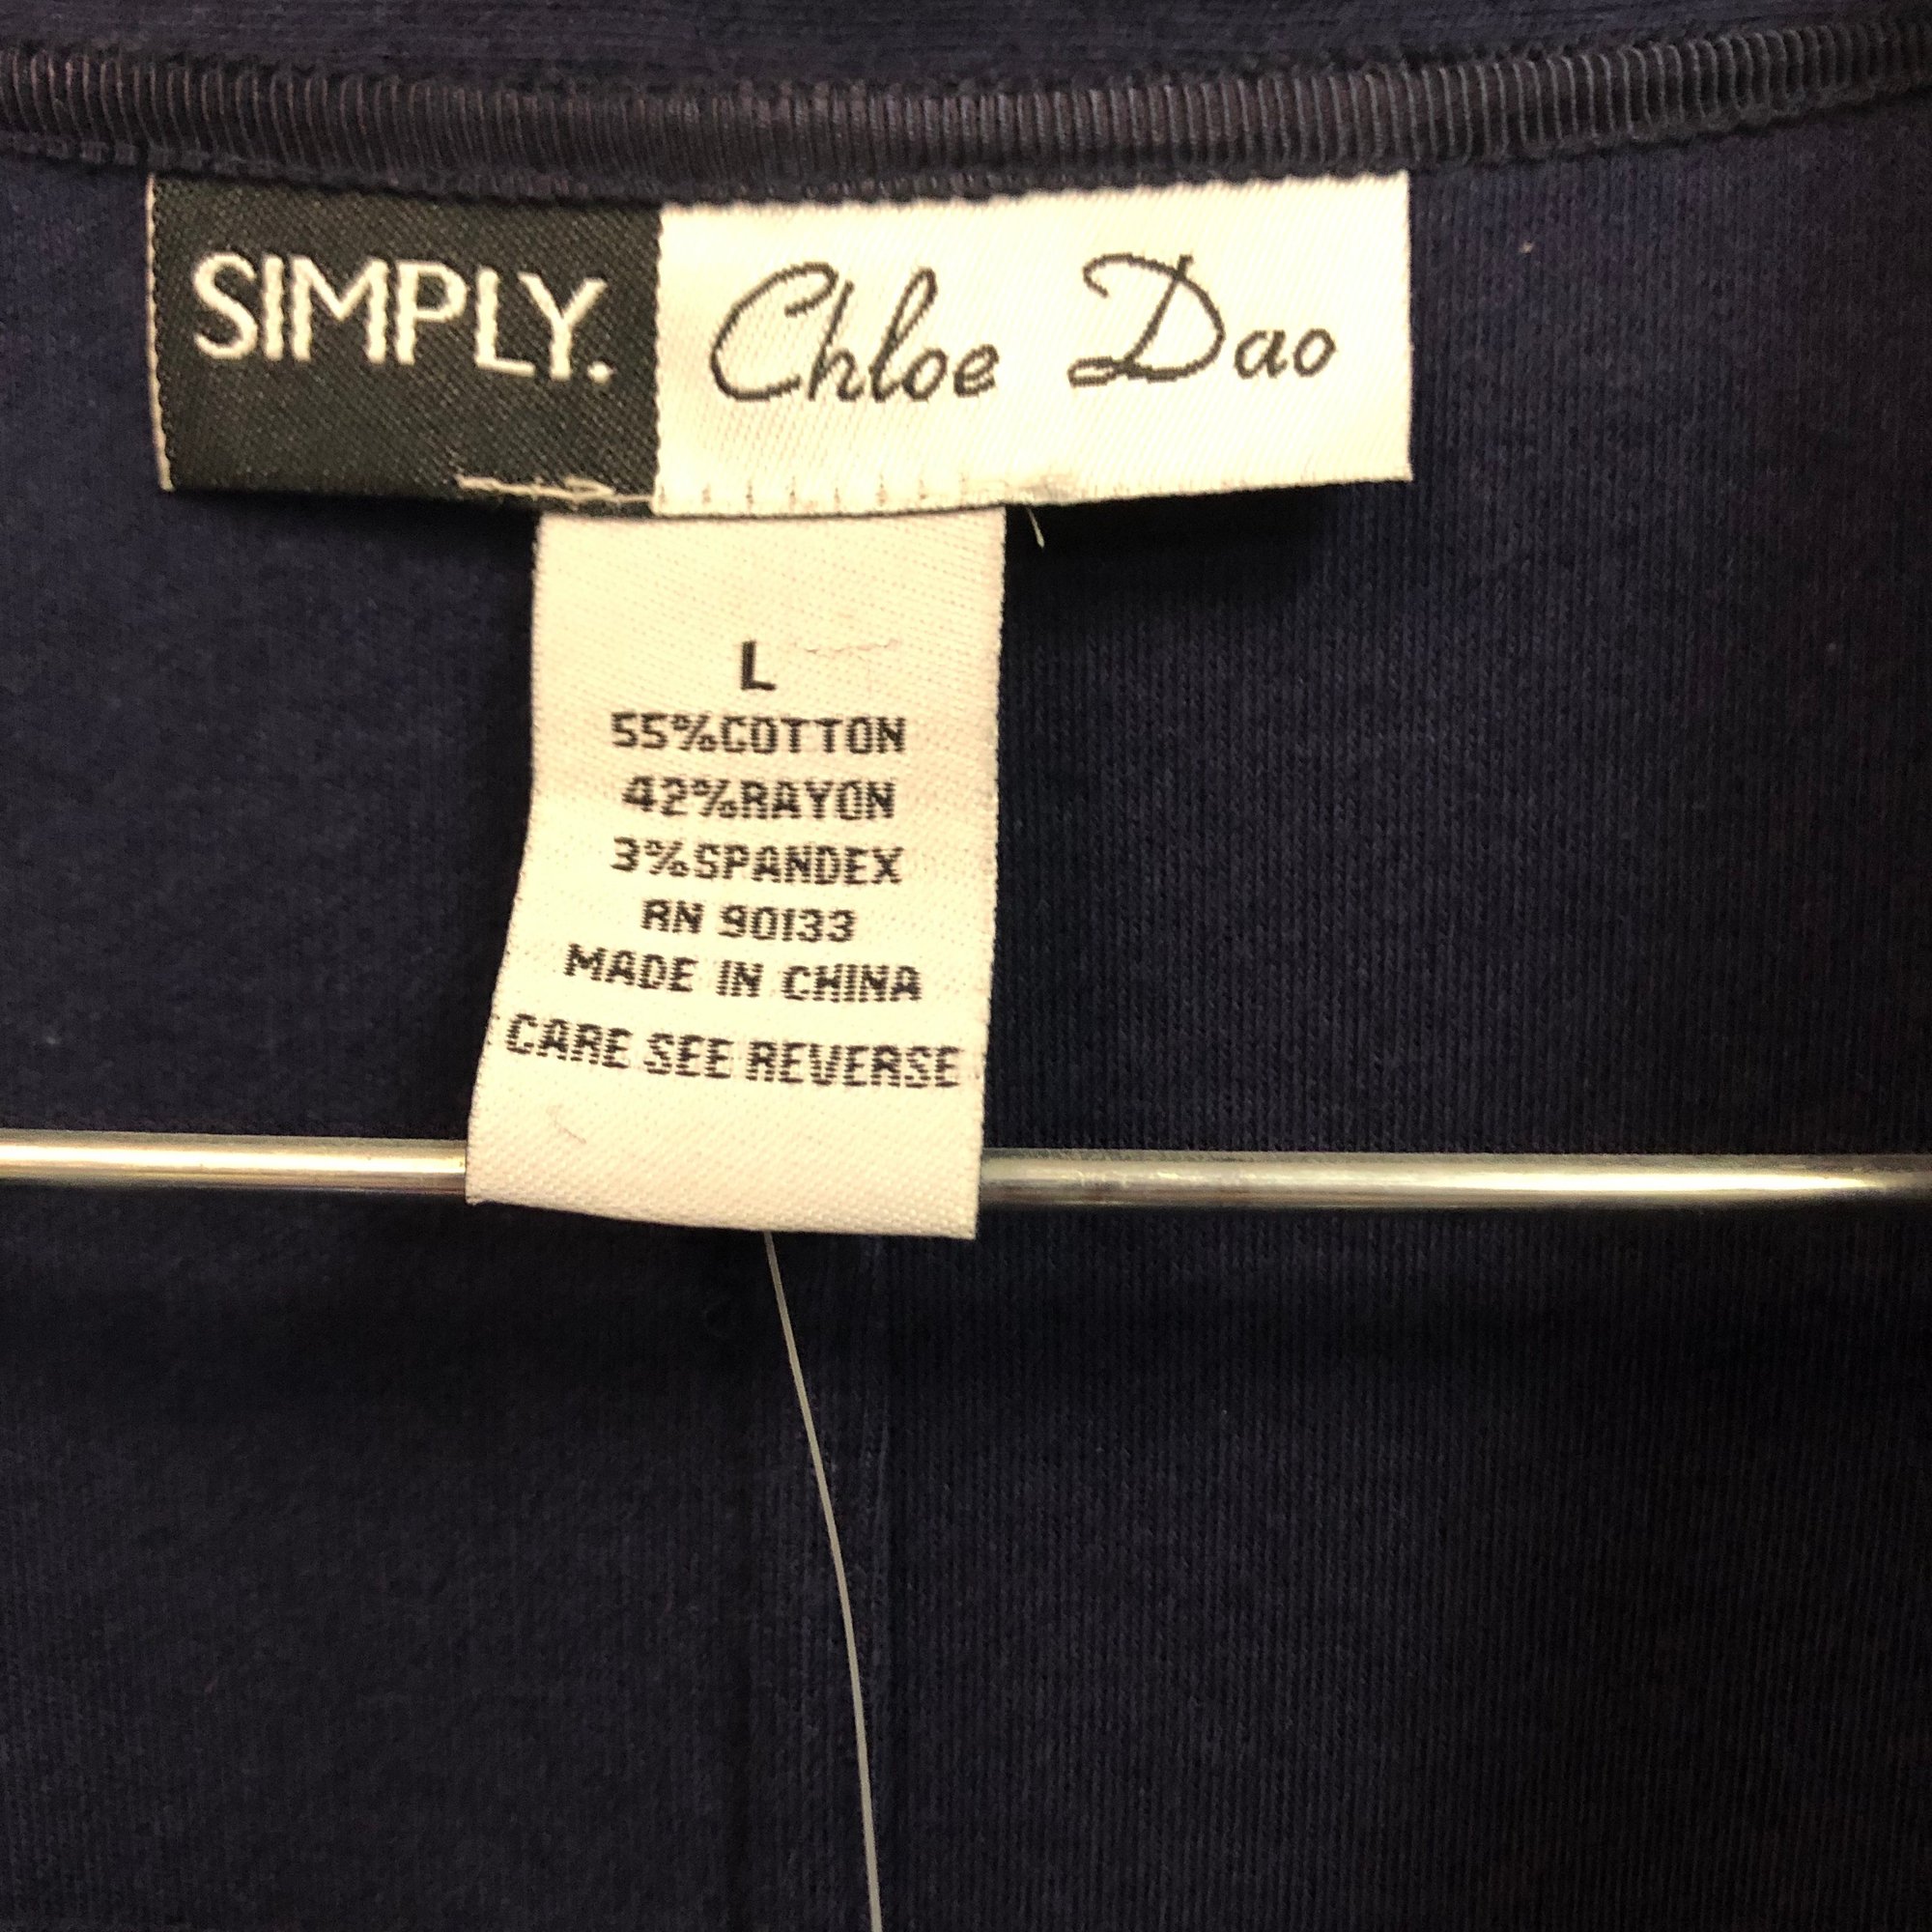 SIMPLY. Chloe Dao
L
55%COTTON
42%RAYON
3%SPANDEX
RN 90133
MADE IN CHINA
CARE SEE REVERSE